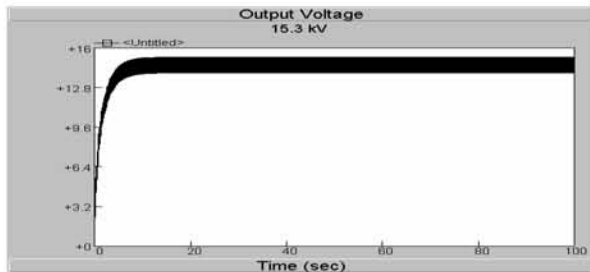 Output Voltage
15.3 kV
<Untitled>
+16
+12.8
+9.6
+6.4
+3.2
+0
0 20 40 60 80 100
Time (sec)